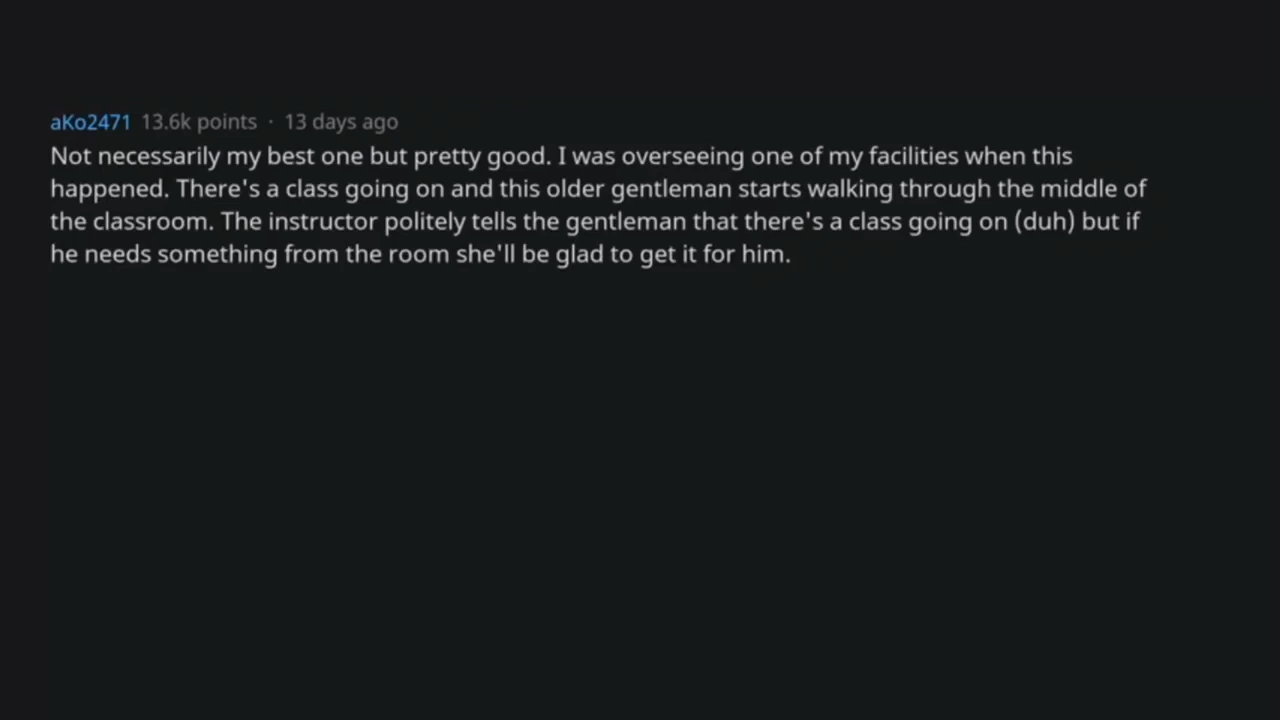 aKo2471 13.6k points · 13 days ago
Not necessarily my best one but pretty good. I was overseeing one of my facilities when this
happened. There's a class going on and this older gentleman starts walking through the middle of
the classroom. The instructor politely tells the gentleman that there's a class going on (duh) but if
he needs something from the room she'll be glad to get it for him.